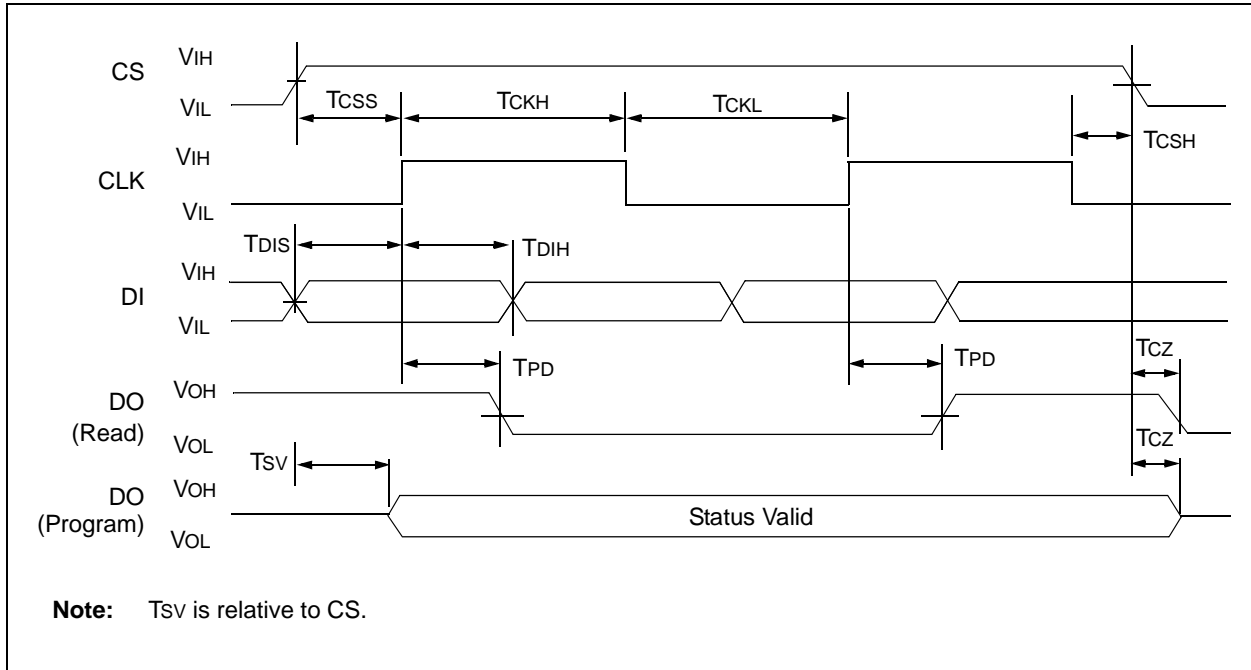 CS
VIH
VIL
TCSS
TCKH
TCKL
TCSH
CLK
VIH
VIL
TDIS
TDIH
DI
VIH
VIL
TPD
TPD
TCZ
DO
(Read)
VOH
VOL
TCZ
TSV
DO
(Program)
VOH
VOL
Status Valid
Note: TSV is relative to CS.